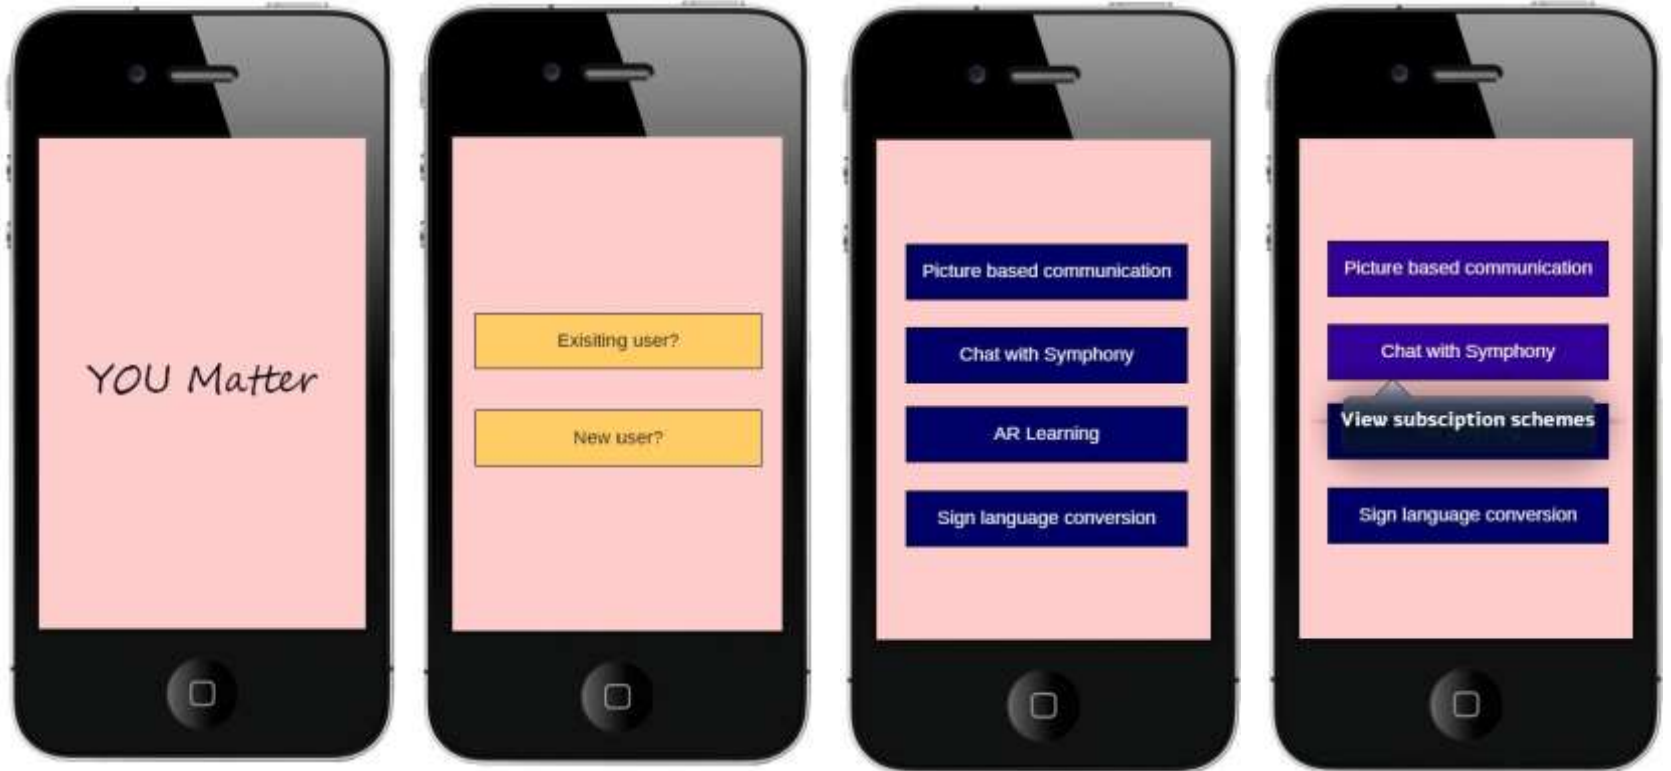 YOU Matter
Exisiting user?
New user?
Picture based communication
Chat with Symphony
AR Learning
Sign language conversion
Picture based communication
Chat with Symphony
View subsciption schemes
Sign language conversion